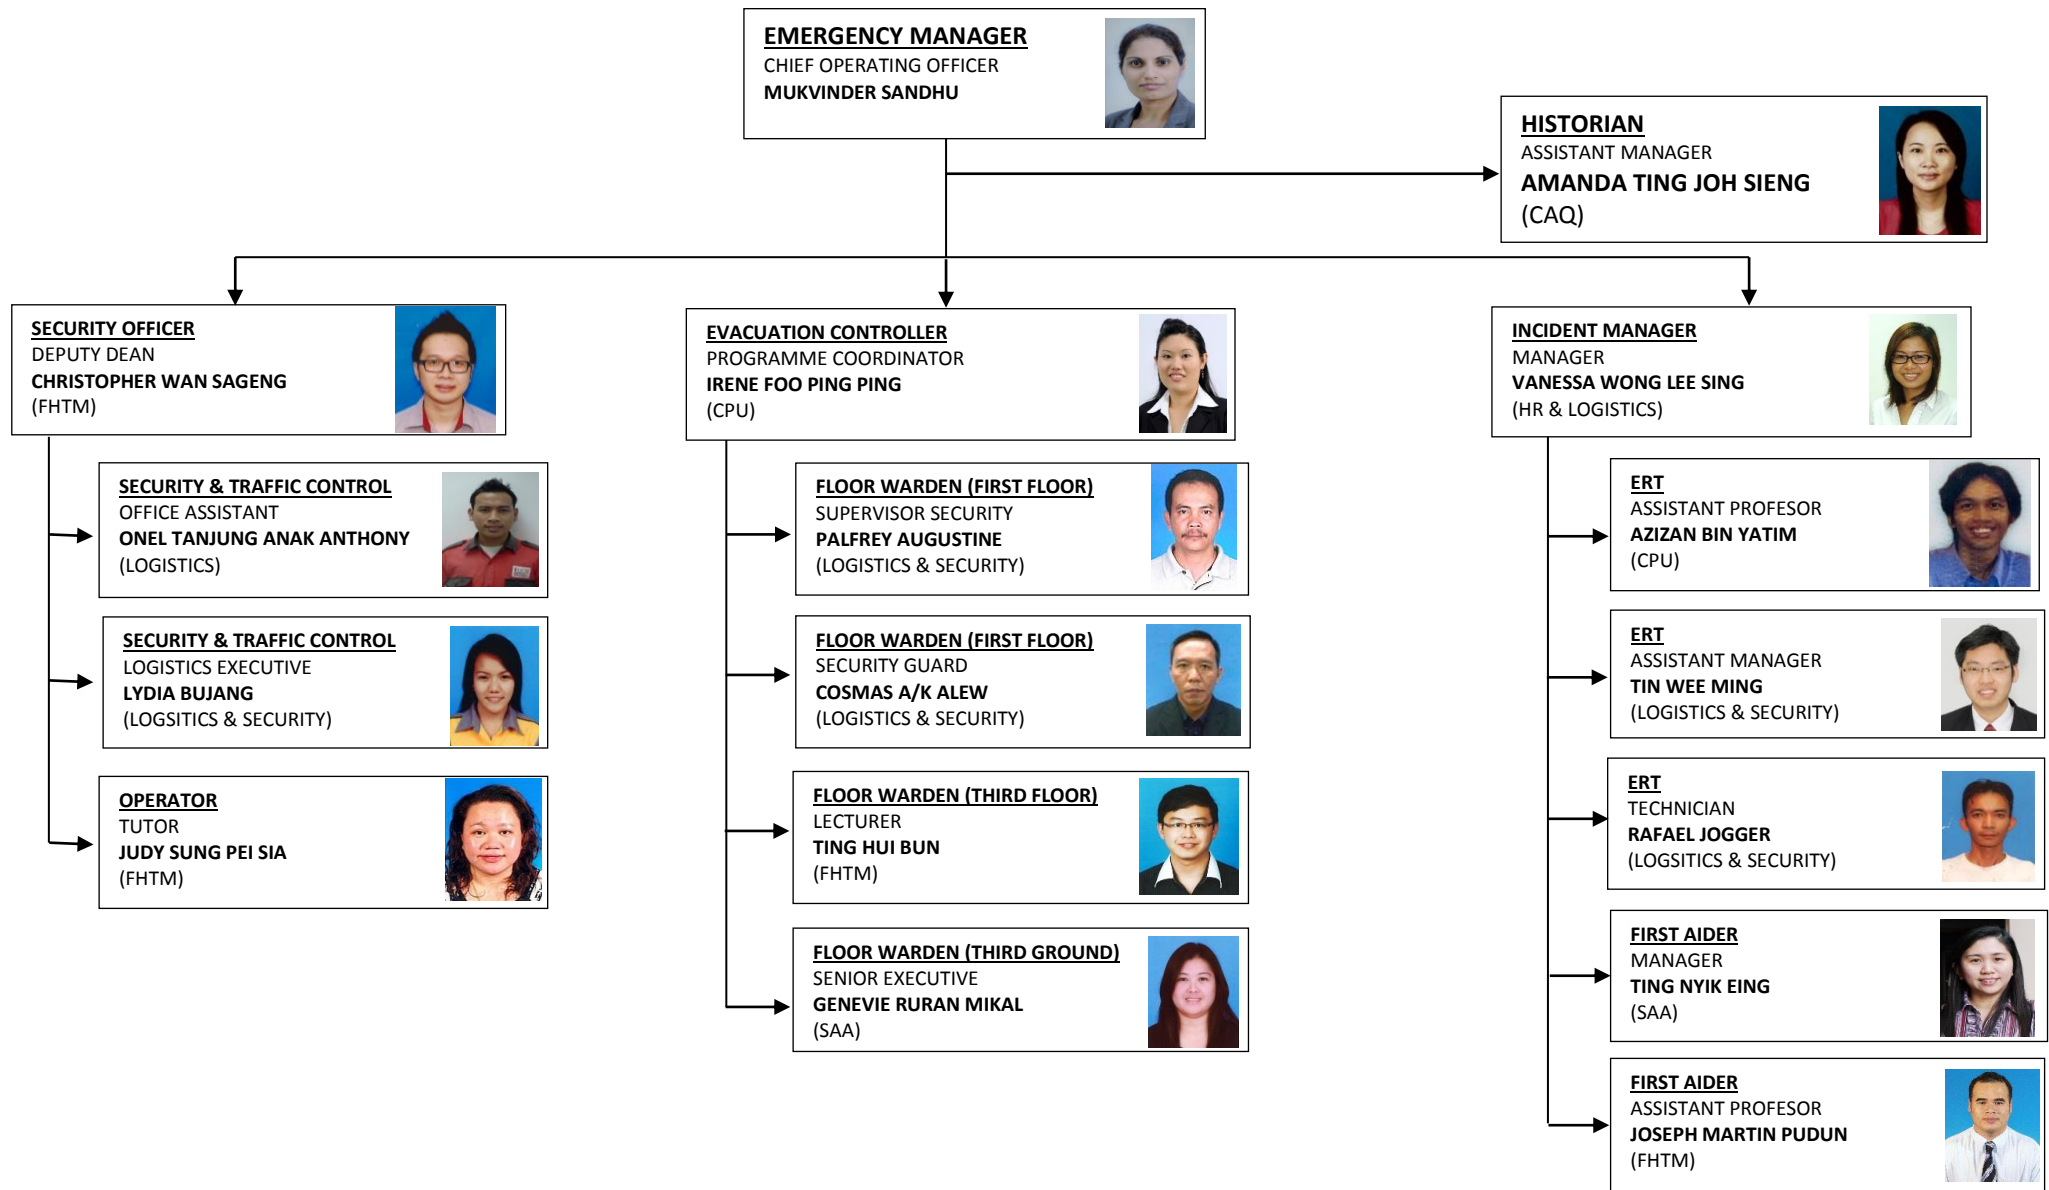 EMERGENCY MANAGER
CHIEF OPERATING OFFICER
MUKVINDER SANDHU
HISTORIAN
ASSISTANT MANAGER
AMANDA TING JOH SIENG
(CAQ)
SECURITY OFFICER
DEPUTY DEAN
CHRISTOPHER WAN SAGENG
(FHTM)
SECURITY & TRAFFIC CONTROL
OFFICE ASSISTANT
ONEL TANJUNG ANAK ANTHONY
(LOGISTICS)
SECURITY & TRAFFIC CONTROL
LOGISTICS EXECUTIVE
LYDIA BUJANG
(LOGSITICS & SECURITY)
OPERATOR
TUTOR
JUDY SUNG PEI SIA
(FHTM)
EVACUATION CONTROLLER
PROGRAMME COORDINATOR
IRENE FOO PING PING
(CPU)
FLOOR WARDEN (FIRST FLOOR)
SUPERVISOR SECURITY
PALFREY AUGUSTINE
(LOGISTICS & SECURITY)
FLOOR WARDEN (FIRST FLOOR)
SECURITY GUARD
COSMAS A/K ALEW
(LOGISTICS & SECURITY)
FLOOR WARDEN (THIRD FLOOR)
LECTURER
TING HUI BUN
(FHTM)
FLOOR WARDEN (THIRD GROUND)
SENIOR EXECUTIVE
GENEVIE RURAN MIKAL
(SAA)
INCIDENT MANAGER
MANAGER
VANESSA WONG LEE SING
(HR & LOGISTICS)
ERT
ASSISTANT PROFESOR
AZIZAN BIN YATIM
(CPU)
ERT
ASSISTANT MANAGER
TIN WEE MING
(LOGISTICS & SECURITY)
ERT
TECHNICIAN
RAFAEL JOGGER
(LOGSITICS & SECURITY)
FIRST AIDER
MANAGER
TING NYIK EING
(SAA)
FIRST AIDER
ASSISTANT PROFESOR
JOSEPH MARTIN PUDUN
(FHTM)